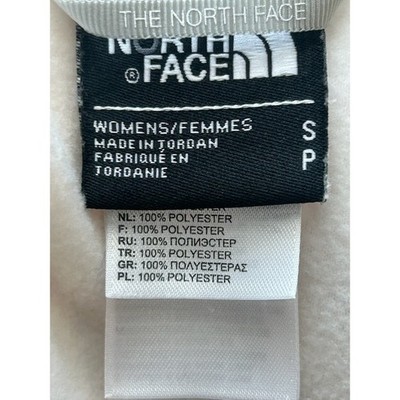 THE NORTH FACE
NORTH
FACE
®
WOMENS/FEMMES S
MADE IN JORDAN P
FABRIQUÉ EN
JORDANIE
NL: 100% POLYESTER
F: 100% POLYESTER
RU: 100% ПОЛИЭСТЕР
TR: 100% POLYESTER
GR: 100% ΠΟΛΥΕΣΤΕΡΑΣ
PL: 100% POLYESTER